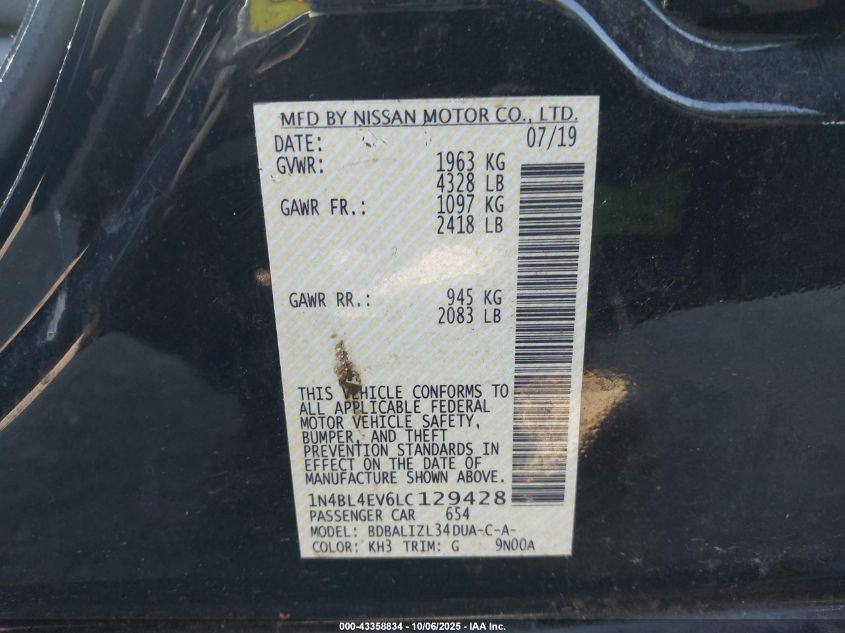 MFD BY NISSAN MOTOR CO., LTD.
DATE: 07/19
GVWR: 1963 KG
4328 LB
GAWR FR.: 1097 KG
2418 LB
GAWR RR.: 945 KG
2083 LB
THIS VEHICLE CONFORMS TO
ALL APPLICABLE FEDERAL
MOTOR VEHICLE SAFETY,
BUMPER, AND THEFT
PREVENTION STANDARDS IN
EFFECT ON THE DATE OF
MANUFACTURE SHOWN ABOVE.
1N4BL4EV6LC129428
PASSENGER CAR 654
MODEL: BDBALIZL34DUA-C-A-
COLOR: KH3 TRIM: G 9N00A
000-43358834 - 10/06/2025 - IAA Inc.